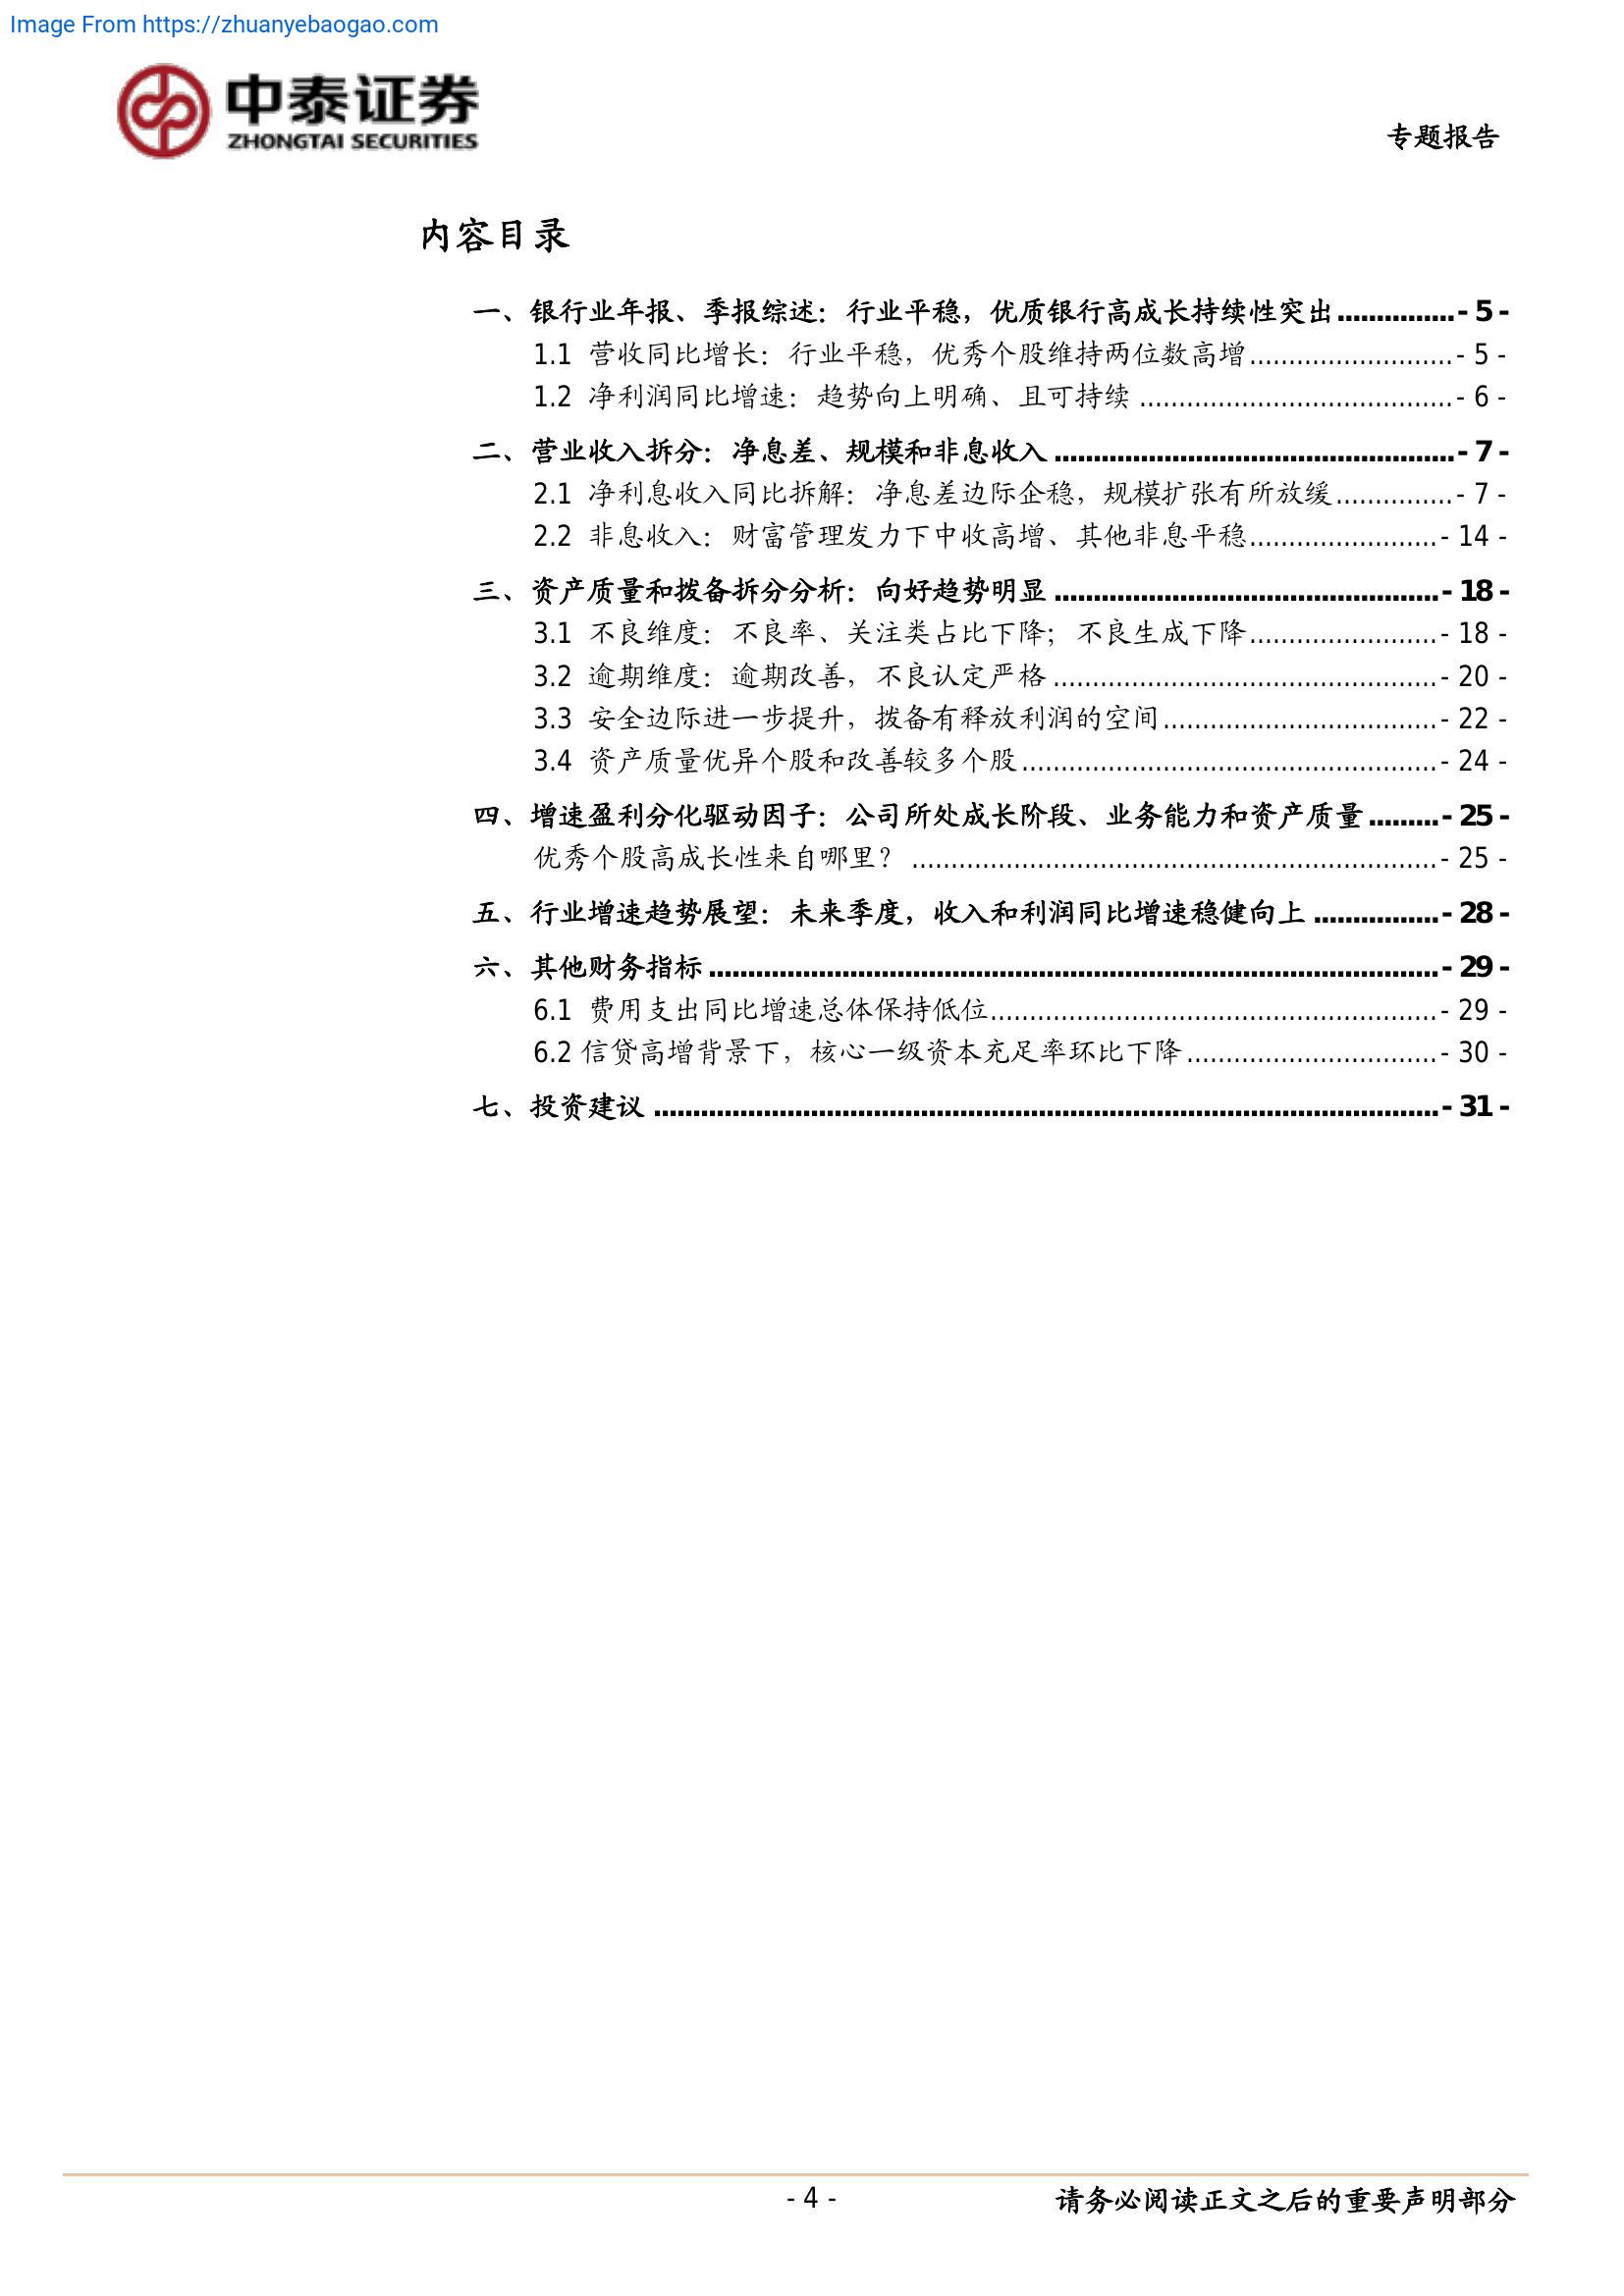 Image From https://zhuanyebaogao.com
中泰证券
ZHONGTAI SECURITIES
专题报告
内容目录
一、银行业年报、季报综述：行业平稳，优质银行高成长持续性突出...............- 5 -
1.1 营收同比增长：行业平稳，优秀个股维持两位数高增..........................- 5 -
1.2 净利润同比增速：趋势向上明确、且可持续 ........................................- 6 -
二、营业收入拆分：净息差、规模和非息收入...................................................- 7 -
2.1 净利息收入同比拆解：净息差边际企稳，规模扩张有所放缓...............- 7 -
2.2 非息收入：财富管理发力下中收高增、其他非息平稳........................- 14 -
三、资产质量和拨备拆分分析：向好趋势明显.................................................- 18 -
3.1 不良维度：不良率、关注类占比下降；不良生成下降........................- 18 -
3.2 逾期维度：逾期改善，不良认定严格.................................................- 20 -
3.3 安全边际进一步提升，拨备有释放利润的空间...................................- 22 -
3.4 资产质量优异个股和改善较多个股.....................................................- 24 -
四、增速盈利分化驱动因子：公司所处成长阶段、业务能力和资产质量.........- 25 -
优秀个股高成长性来自哪里？ ...................................................................- 25 -
五、行业增速趋势展望：未来季度，收入和利润同比增速稳健向上................- 28 -
六、其他财务指标.............................................................................................- 29 -
6.1 费用支出同比增速总体保持低位.........................................................- 29 -
6.2 信贷高增背景下，核心一级资本充足率环比下降................................- 30 -
七、投资建议....................................................................................................- 31 -
- 4 -
请务必阅读正文之后的重要声明部分